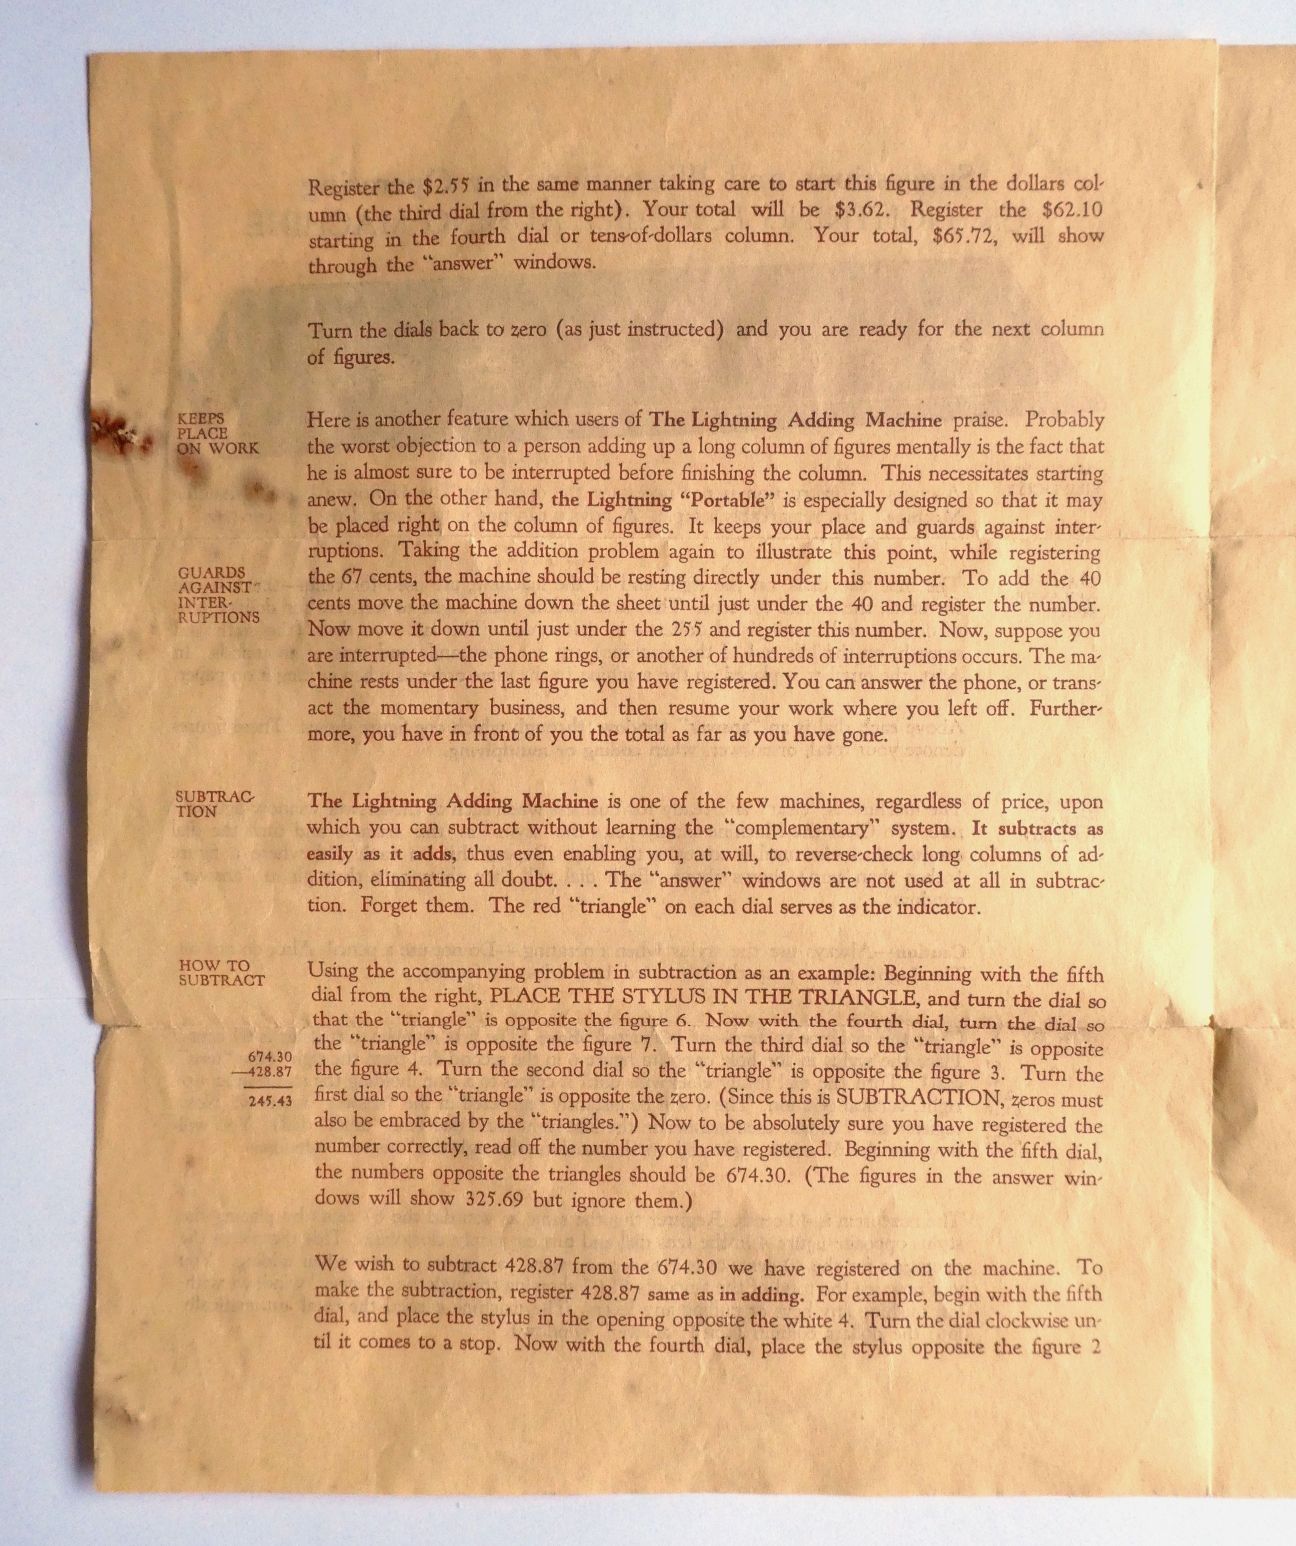 Register the $2.55 in the same manner taking care to start this figure in the dollars col-
umn (the third dial from the right). Your total will be $3.62. Register the $62.10
starting in the fourth dial or tens-of-dollars column. Your total, $65.72, will show
through the “answer” windows.
Turn the dials back to zero (as just instructed) and you are ready for the next column
of figures.
KEEPS
PLACE
ON WORK
Here is another feature which users of The Lightning Adding Machine praise. Probably
the worst objection to a person adding up a long column of figures mentally is the fact that
he is almost sure to be interrupted before finishing the column. This necessitates starting
anew. On the other hand, the Lightning “Portable” is especially designed so that it may
be placed right on the column of figures. It keeps your place and guards against inter-
ruptions. Taking the addition problem again to illustrate this point, while registering
GUARDS
AGAINST
INTER-
RUPTIONS
the 67 cents, the machine should be resting directly under this number. To add the 40
cents move the machine down the sheet until just under the 40 and register the number.
Now move it down until just under the 255 and register this number. Now, suppose you
are interrupted—the phone rings, or another of hundreds of interruptions occurs. The ma-
chine rests under the last figure you have registered. You can answer the phone, or trans-
act the momentary business, and then resume your work where you left off. Further-
more, you have in front of you the total as far as you have gone.
SUBTRAC-
TION
The Lightning Adding Machine is one of the few machines, regardless of price, upon
which you can subtract without learning the “complementary” system. It subtracts as
easily as it adds, thus even enabling you, at will, to reverse-check long columns of ad-
dition, eliminating all doubt. . . . The “answer” windows are not used at all in subtrac-
tion. Forget them. The red “triangle” on each dial serves as the indicator.
HOW TO
SUBTRACT
Using the accompanying problem in subtraction as an example: Beginning with the fifth
dial from the right, PLACE THE STYLUS IN THE TRIANGLE, and turn the dial so
that the “triangle” is opposite the figure 6. Now with the fourth dial, turn the dial so
the “triangle” is opposite the figure 7. Turn the third dial so the “triangle” is opposite
the figure 4. Turn the second dial so the “triangle” is opposite the figure 3. Turn the
first dial so the “triangle” is opposite the zero. (Since this is SUBTRACTION, zeros must
also be embraced by the “triangles.”) Now to be absolutely sure you have registered the
number correctly, read off the number you have registered. Beginning with the fifth dial,
the numbers opposite the triangles should be 674.30. (The figures in the answer win-
dows will show 325.69 but ignore them.)
674.30
—428.87
245.43
We wish to subtract 428.87 from the 674.30 we have registered on the machine. To
make the subtraction, register 428.87 same as in adding. For example, begin with the fifth
dial, and place the stylus in the opening opposite the white 4. Turn the dial clockwise un-
til it comes to a stop. Now with the fourth dial, place the stylus opposite the figure 2